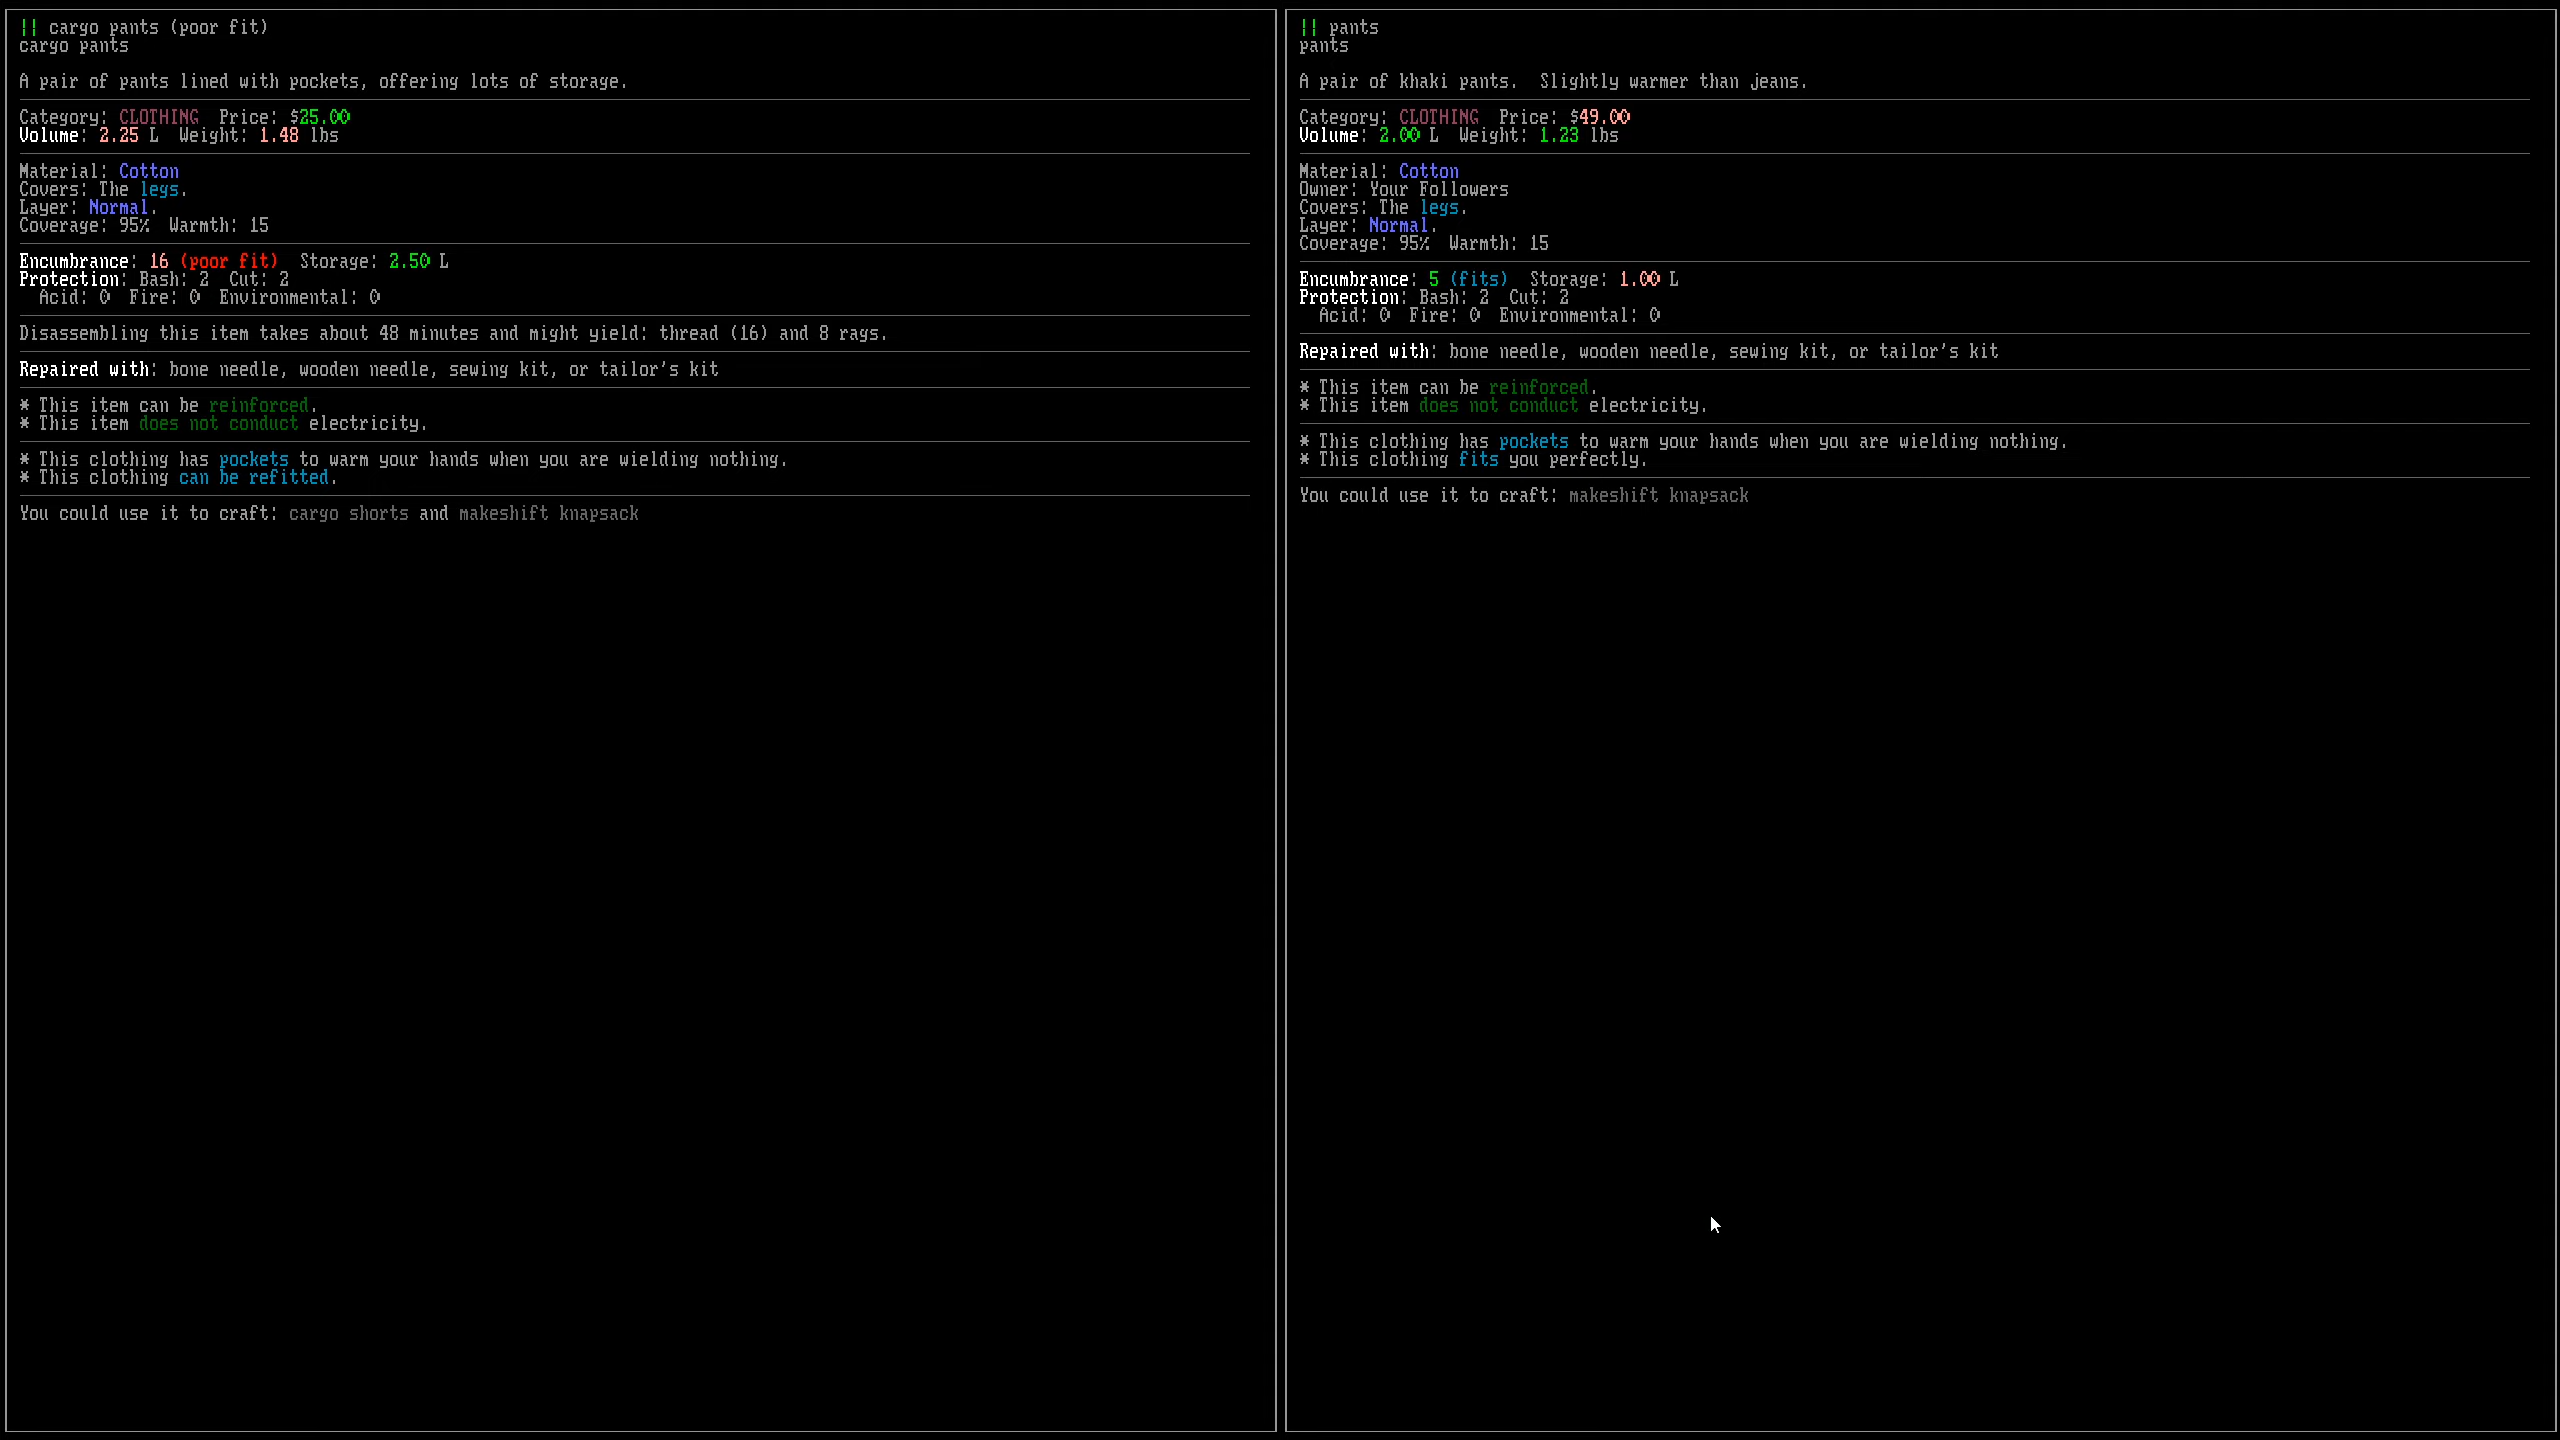 || cargo pants (poor fit)
cargo pants
A pair of pants lined with pockets, offering lots of storage.
Category: CLOTHING  Price: $25.00
Volume: 2.25 L  Weight: 1.48 lbs
Material: Cotton
Covers: The legs.
Layer: Normal.
Coverage: 95%  Warmth: 15
Encumbrance: 16 (poor fit)  Storage: 2.50 L
Protection: Bash: 2  Cut: 2
Acid: 0  Fire: 0  Environmental: 0
Disassembling this item takes about 48 minutes and might yield: thread (16) and 8 rags.
Repaired with: bone needle, wooden needle, sewing kit, or tailor's kit
* This item can be reinforced.
* This item does not conduct electricity.
* This clothing has pockets to warm your hands when you are wielding nothing.
* This clothing can be refitted.
You could use it to craft: cargo shorts and makeshift knapsack
|| pants
pants
A pair of khaki pants.  Slightly warmer than jeans.
Category: CLOTHING  Price: $49.00
Volume: 2.00 L  Weight: 1.23 lbs
Material: Cotton
Owner: Your Followers
Covers: The legs.
Layer: Normal.
Coverage: 95%  Warmth: 15
Encumbrance: 5 (fits)  Storage: 1.00 L
Protection: Bash: 2  Cut: 2
Acid: 0  Fire: 0  Environmental: 0
Repaired with: bone needle, wooden needle, sewing kit, or tailor's kit
* This item can be reinforced.
* This item does not conduct electricity.
* This clothing has pockets to warm your hands when you are wielding nothing.
* This clothing fits you perfectly.
You could use it to craft: makeshift knapsack